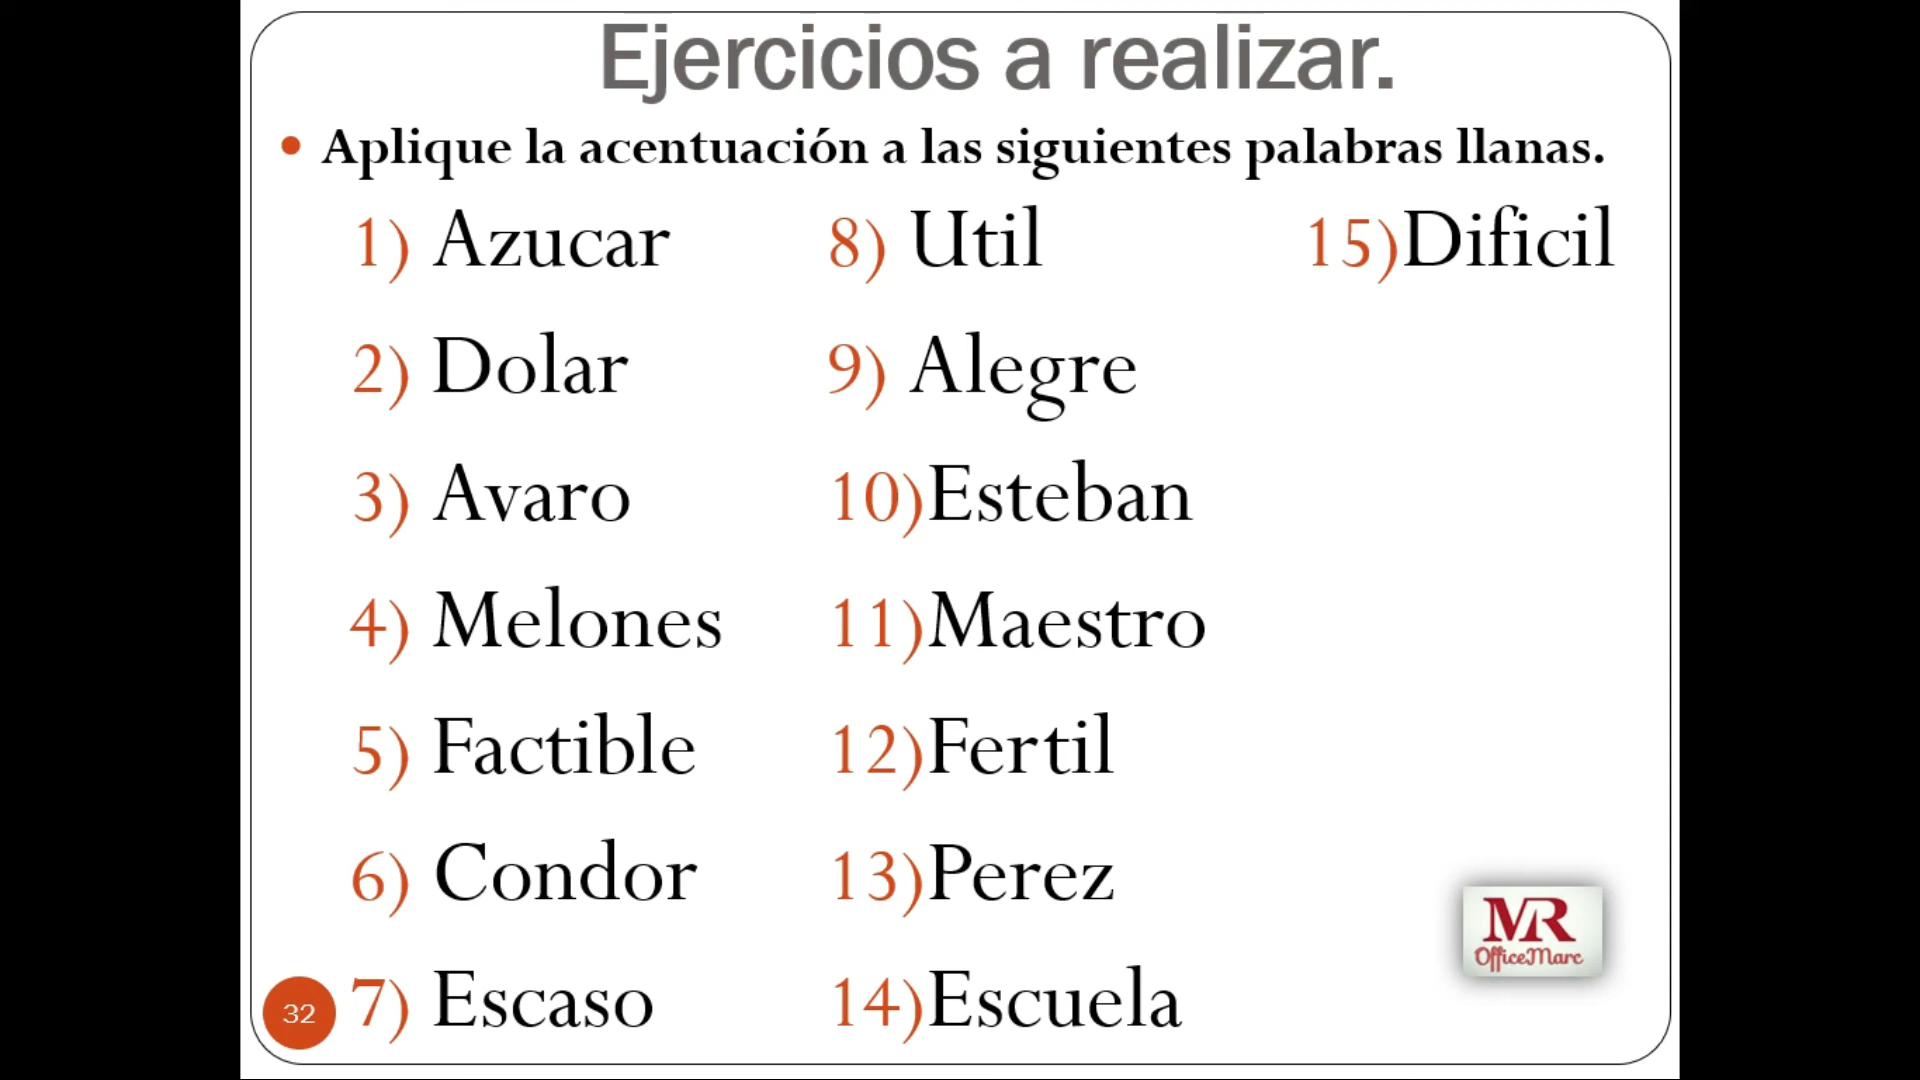 Ejercicios a realizar.
• Aplique la acentuación a las siguientes palabras llanas.
1) Azucar
2) Dolar
3) Avaro
4) Melones
5) Factible
6) Condor
7) Escaso
8) Util
9) Alegre
10)Esteban
11)Maestro
12)Fertil
13)Perez
14)Escuela
15)Dificil
MR
OfficeMarc
32